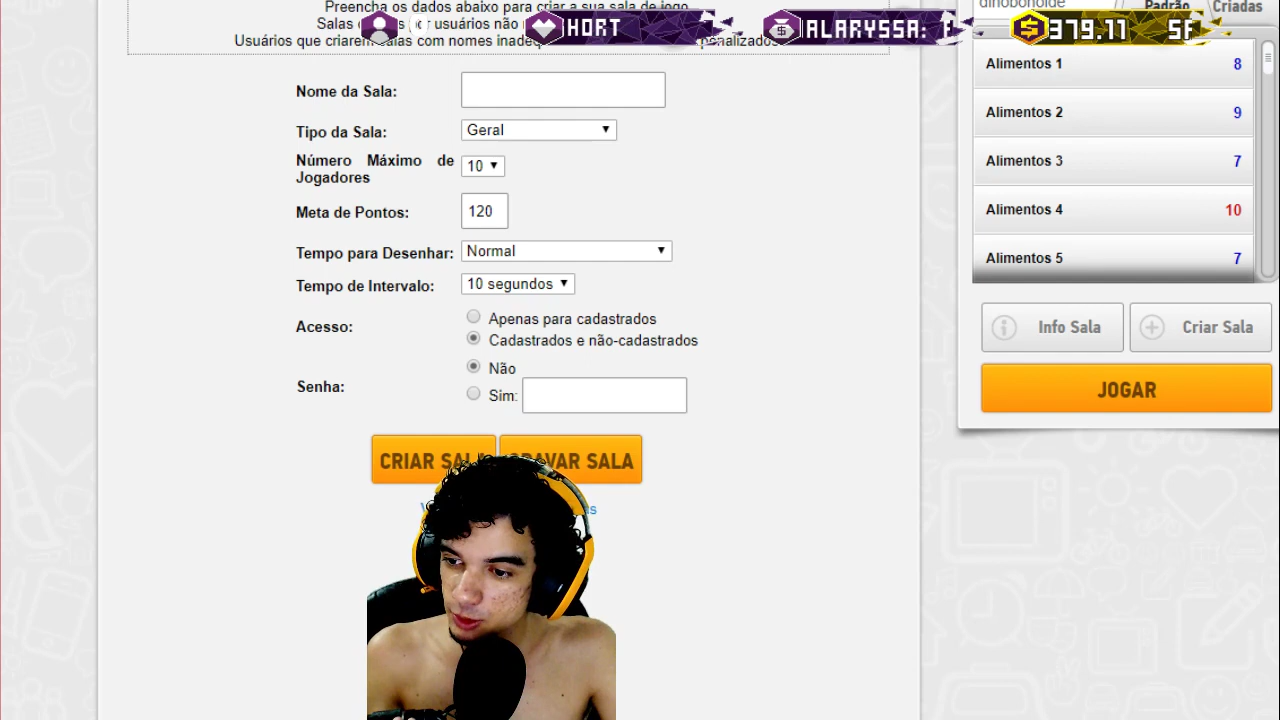 Preencha os dados abaixo para criar a sua sala de jogo
Salas usuários não
Usuários que criarem salas com nomes penalizados
HORT
ALARYSSA:
379.11
Nome da Sala:
Tipo da Sala: Geral
Número Máximo de Jogadores 10
Meta de Pontos: 120
Tempo para Desenhar: Normal
Tempo de Intervalo: 10 segundos
Acesso:
Apenas para cadastrados
Cadastrados e não-cadastrados
Senha:
Não
Sim:
CRIAR SALA
GRAVAR SALA
dinobonoide
Padrão
Criadas
Alimentos 1 8
Alimentos 2 9
Alimentos 3 7
Alimentos 4 10
Alimentos 5 7
Info Sala
Criar Sala
JOGAR